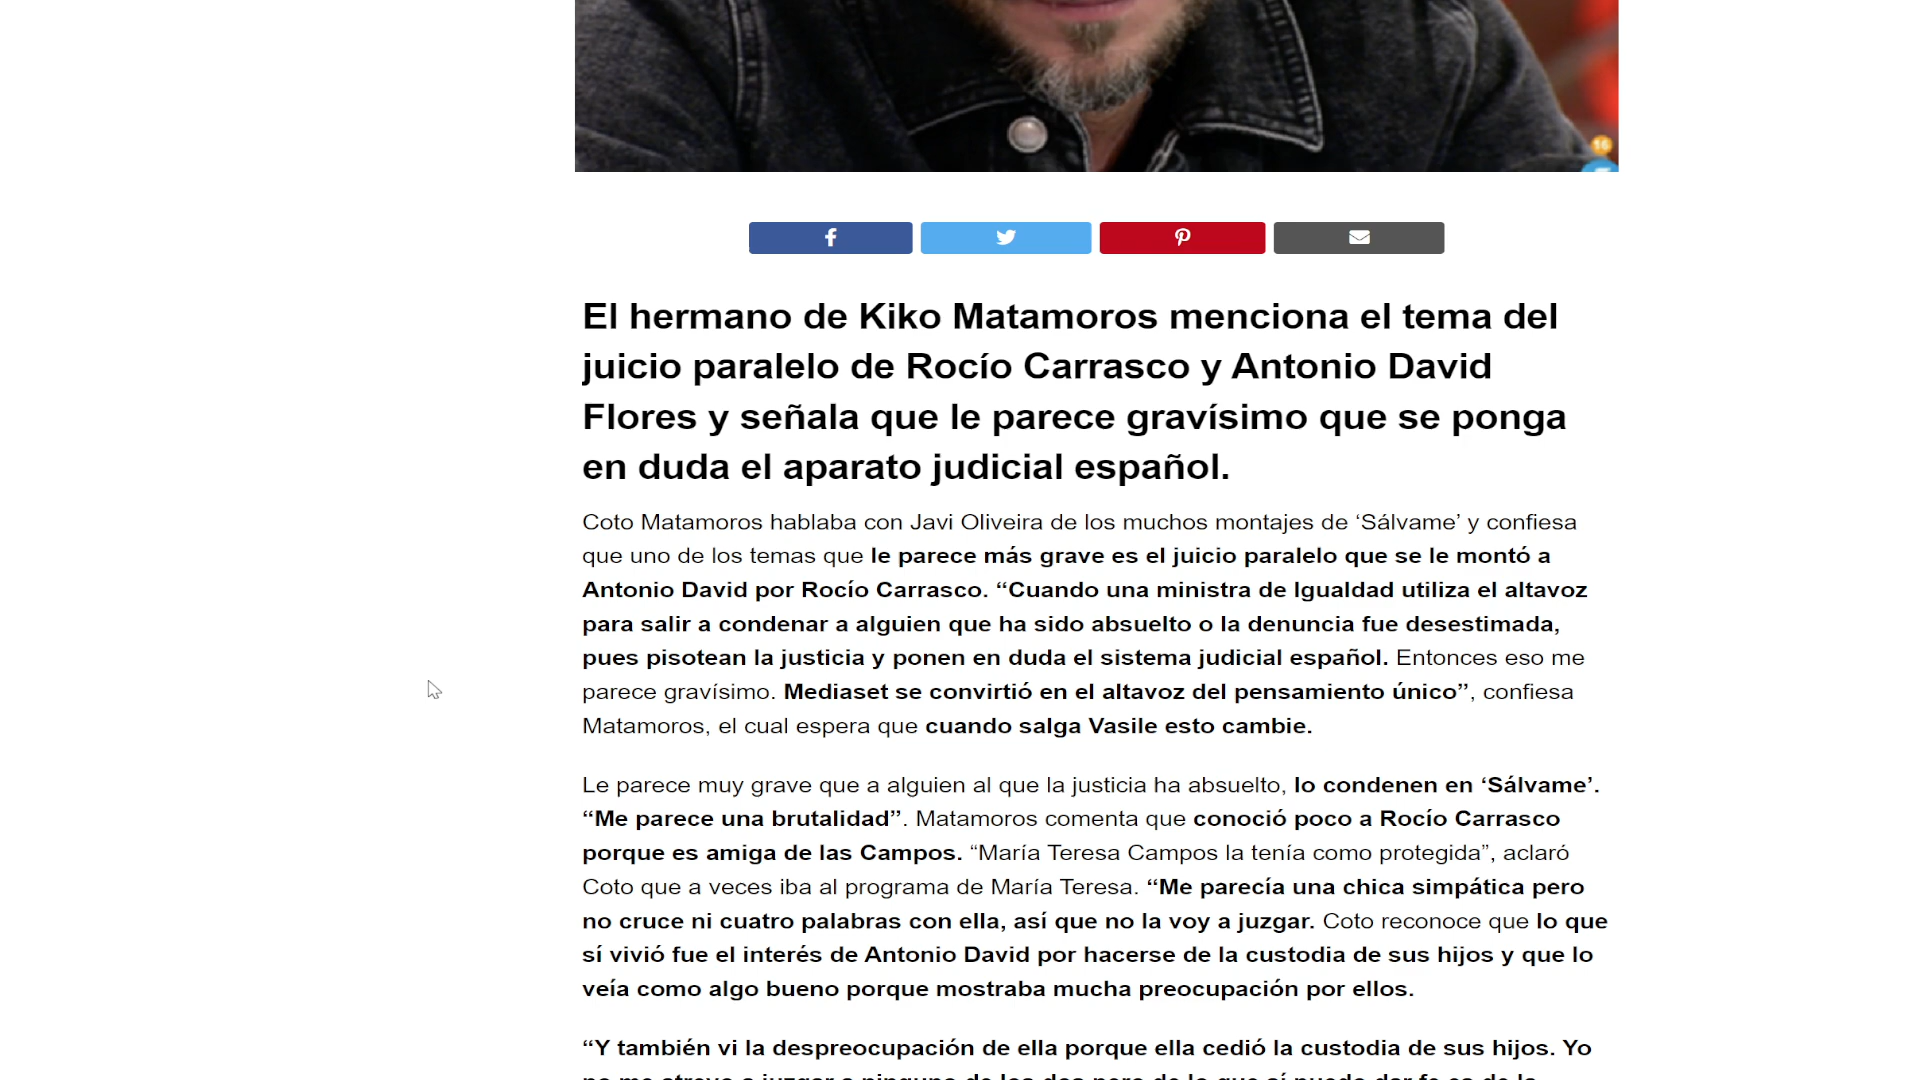 16
El hermano de Kiko Matamoros menciona el tema del
juicio paralelo de Rocío Carrasco y Antonio David
Flores y señala que le parece gravísimo que se ponga
en duda el aparato judicial español.
Coto Matamoros hablaba con Javi Oliveira de los muchos montajes de ‘Sálvame’ y confiesa
que uno de los temas que le parece más grave es el juicio paralelo que se le montó a
Antonio David por Rocío Carrasco. “Cuando una ministra de Igualdad utiliza el altavoz
para salir a condenar a alguien que ha sido absuelto o la denuncia fue desestimada,
pues pisotean la justicia y ponen en duda el sistema judicial español. Entonces eso me
parece gravísimo. Mediaset se convirtió en el altavoz del pensamiento único”, confiesa
Matamoros, el cual espera que cuando salga Vasile esto cambie.
Le parece muy grave que a alguien al que la justicia ha absuelto, lo condenen en ‘Sálvame’.
“Me parece una brutalidad”. Matamoros comenta que conoció poco a Rocío Carrasco
porque es amiga de las Campos. “María Teresa Campos la tenía como protegida”, aclaró
Coto que a veces iba al programa de María Teresa. “Me parecía una chica simpática pero
no cruce ni cuatro palabras con ella, así que no la voy a juzgar. Coto reconoce que lo que
sí vivió fue el interés de Antonio David por hacerse de la custodia de sus hijos y que lo
veía como algo bueno porque mostraba mucha preocupación por ellos.
“Y también vi la despreocupación de ella porque ella cedió la custodia de sus hijos. Yo